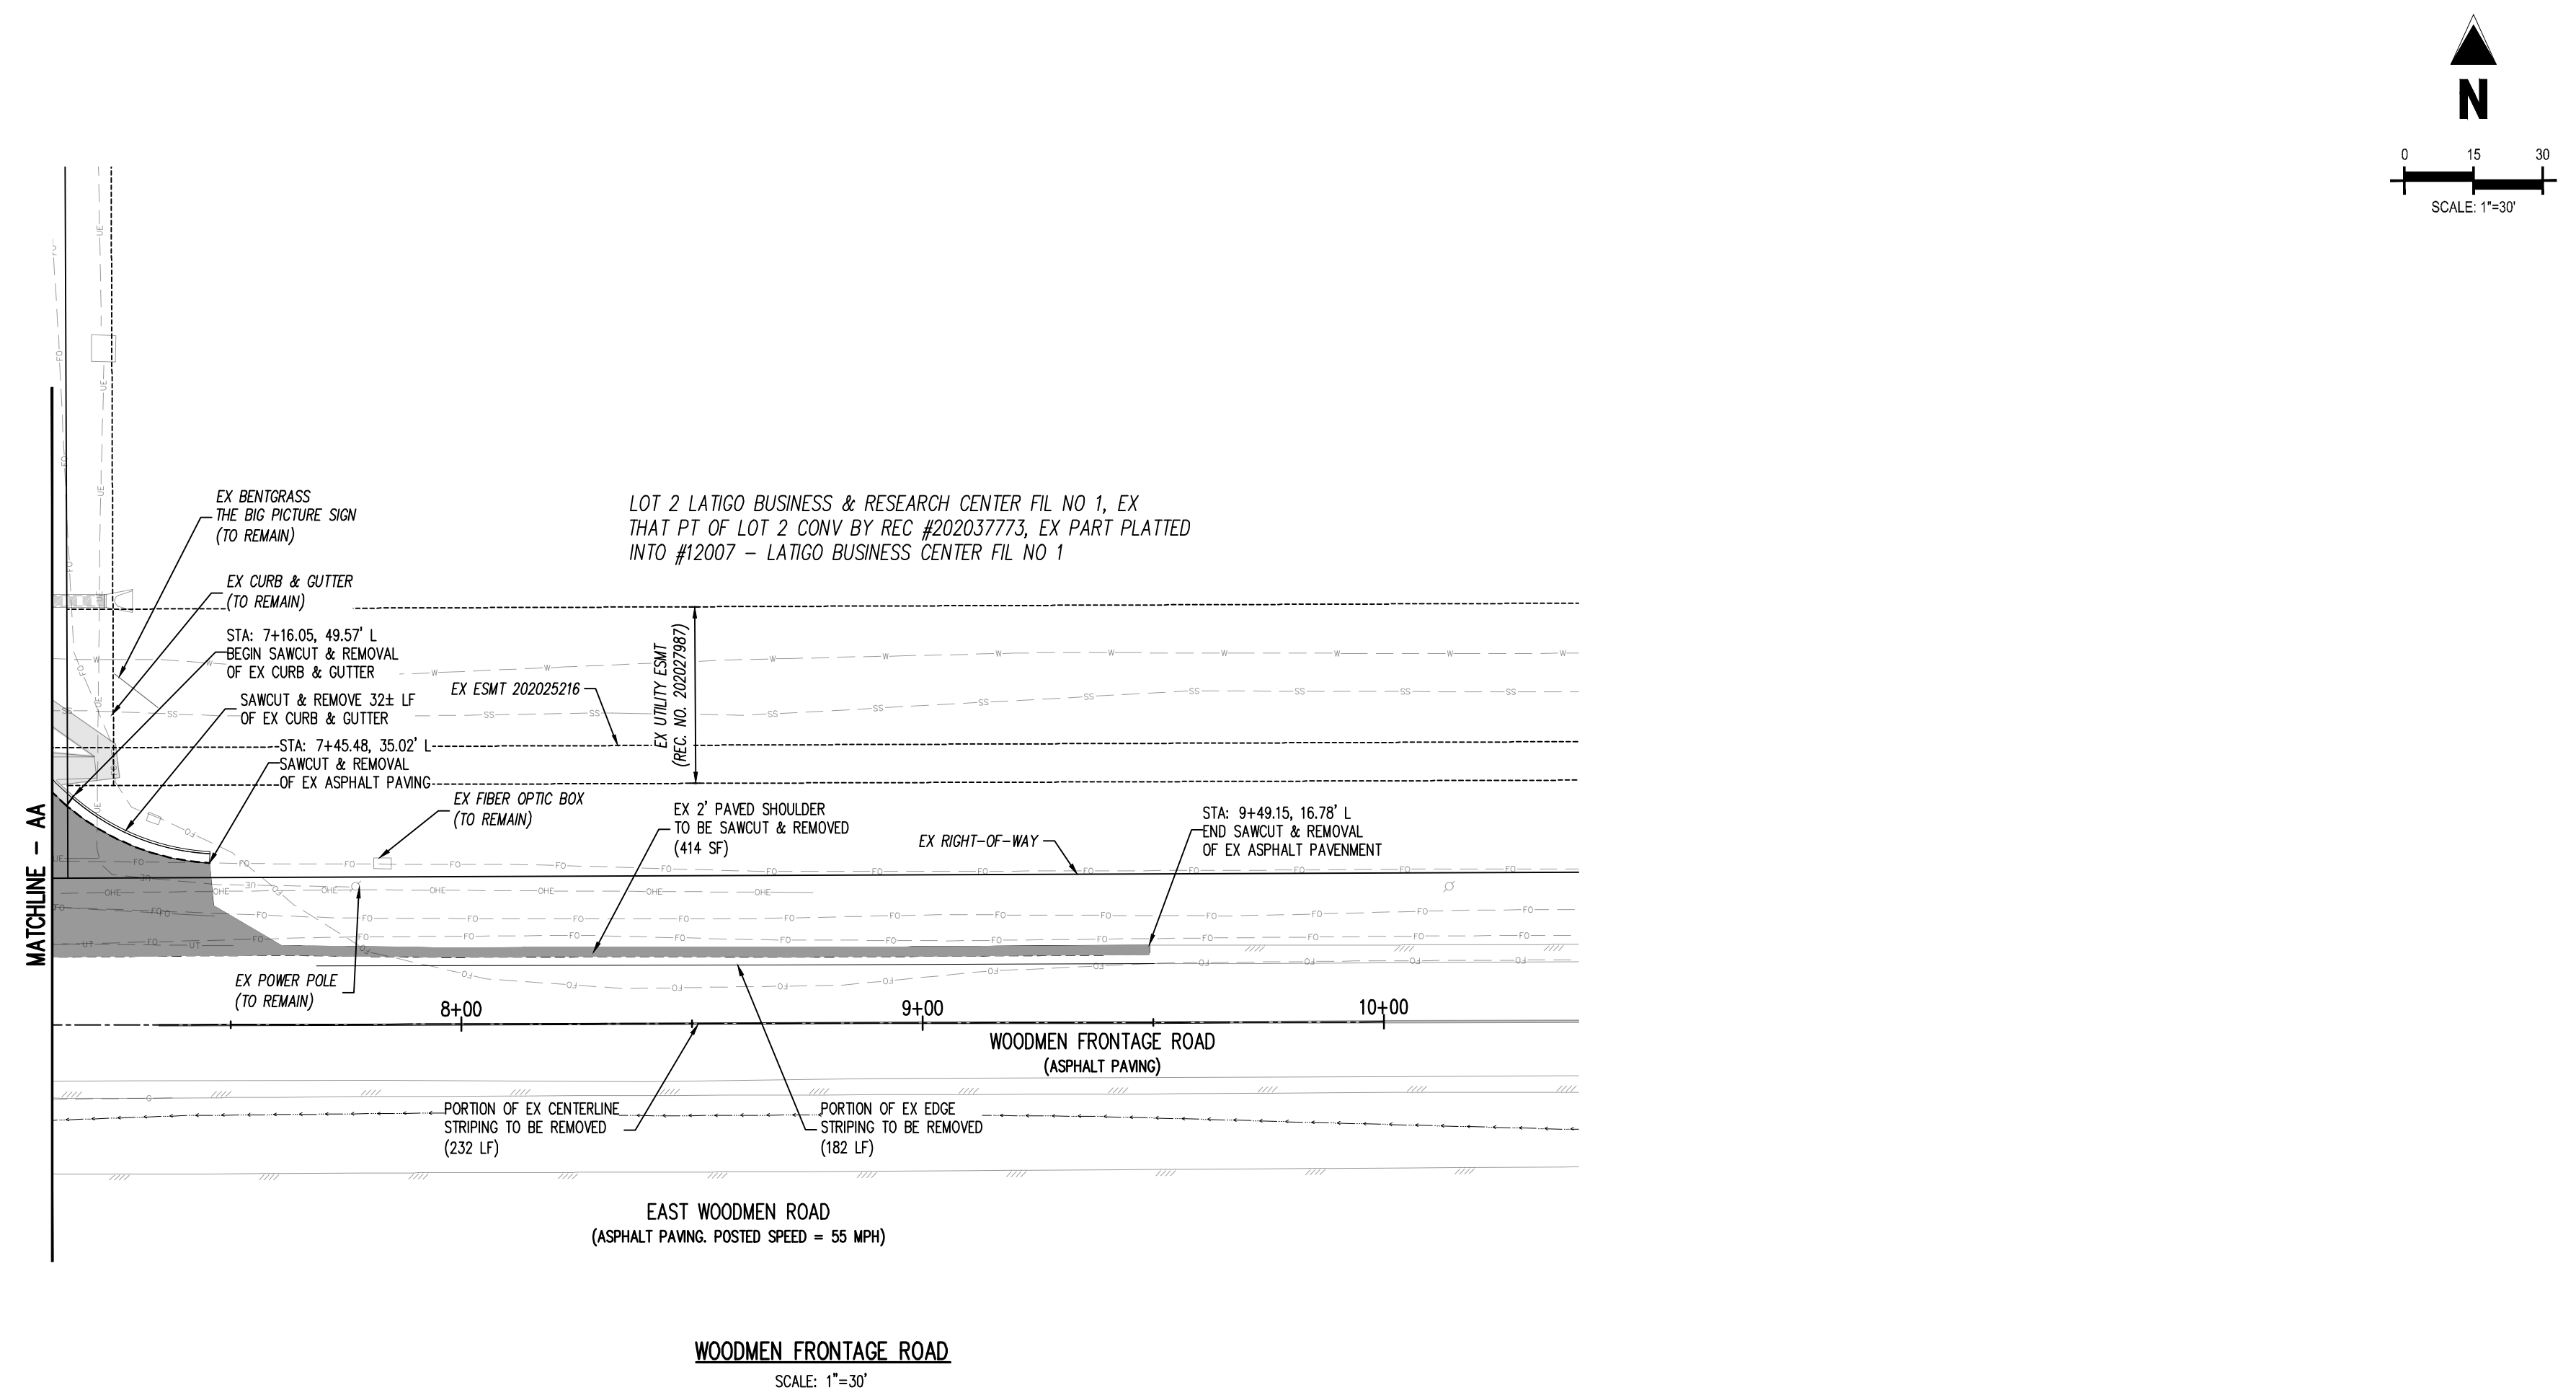 N
0 15 30
SCALE: 1"=30'
EX BENTGRASS
THE BIG PICTURE SIGN
(TO REMAIN)
LOT 2 LATIGO BUSINESS & RESEARCH CENTER FIL NO 1, EX
THAT PT OF LOT 2 CONV BY REC #202037773, EX PART PLATTED
INTO #12007 - LATIGO BUSINESS CENTER FIL NO 1
EX CURB & GUTTER
(TO REMAIN)
STA: 7+16.05, 49.57' L
BEGIN SAWCUT & REMOVAL
OF EX CURB & GUTTER
SAWCUT & REMOVE 32± LF
OF EX CURB & GUTTER
STA: 7+45.48, 35.02' L
SAWCUT & REMOVAL
OF EX ASPHALT PAVING
EX ESMT 202025216
EX UTILITY ESMT
(REC. NO. 202027987)
EX FIBER OPTIC BOX
(TO REMAIN)
EX 2' PAVED SHOULDER
TO BE SAWCUT & REMOVED
(414 SF)
EX RIGHT-OF-WAY
STA: 9+49.15, 16.78' L
END SAWCUT & REMOVAL
OF EX ASPHALT PAVENMENT
MATCHLINE - AA
EX POWER POLE
(TO REMAIN)
8+00
9+00
10+00
WOODMEN FRONTAGE ROAD
(ASPHALT PAVING)
PORTION OF EX CENTERLINE
STRIPING TO BE REMOVED
(232 LF)
PORTION OF EX EDGE
STRIPING TO BE REMOVED
(182 LF)
EAST WOODMEN ROAD
(ASPHALT PAVING. POSTED SPEED = 55 MPH)
WOODMEN FRONTAGE ROAD
SCALE: 1"=30'